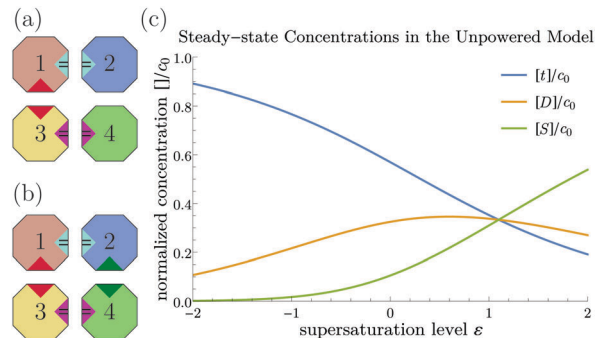 (a)
1 = = 2
3 = = 4
(b)
1 = = 2
3 = = 4
(c)
Steady-state Concentrations in the Unpowered Model
normalized concentration []/c₀
1.0
0.8
0.6
0.4
0.2
0.0
-2 -1 0 1 2
supersaturation level ε
[t]/c₀
[D]/c₀
[S]/c₀